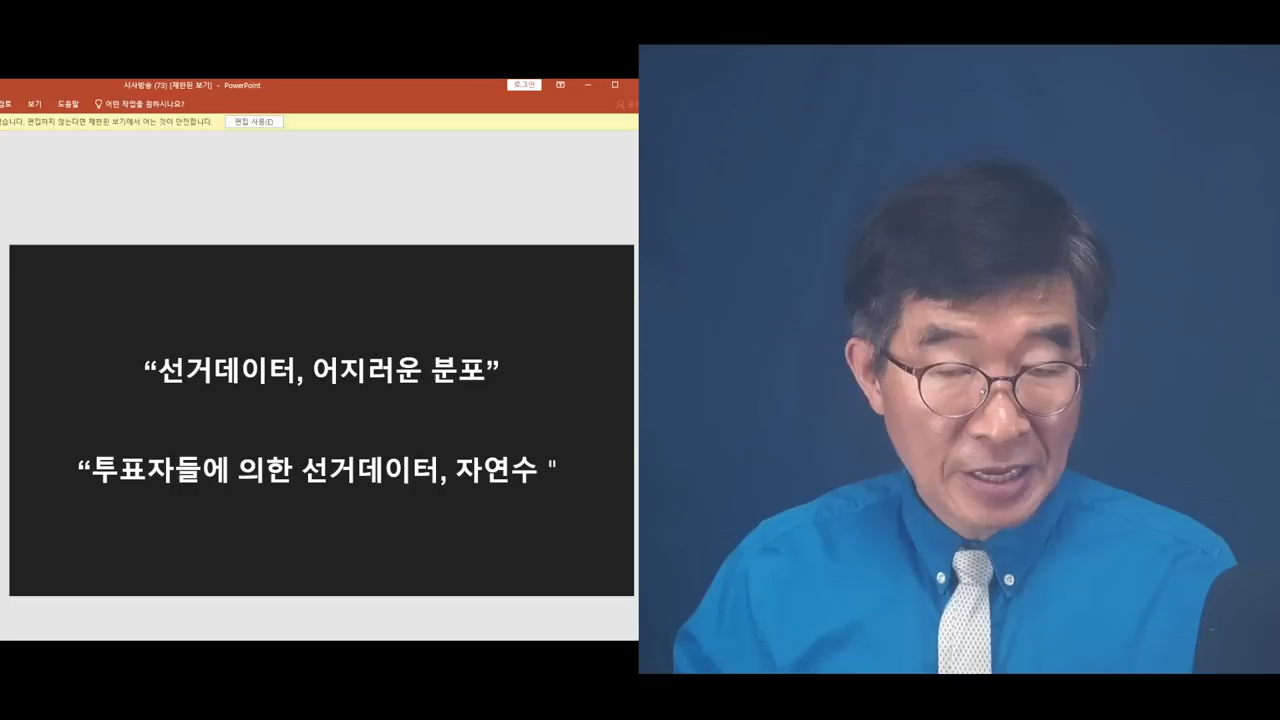 시사방송 (73) [제한된 보기] - PowerPoint
로그인
검토 보기 도움말 어떤 작업을 원하시나요?
습니다. 편집하지 않는다면 제한된 보기에서 여는 것이 안전합니다. 편집 사용(E)
“선거데이터, 어지러운 분포”
“투표자들에 의한 선거데이터, 자연수 "